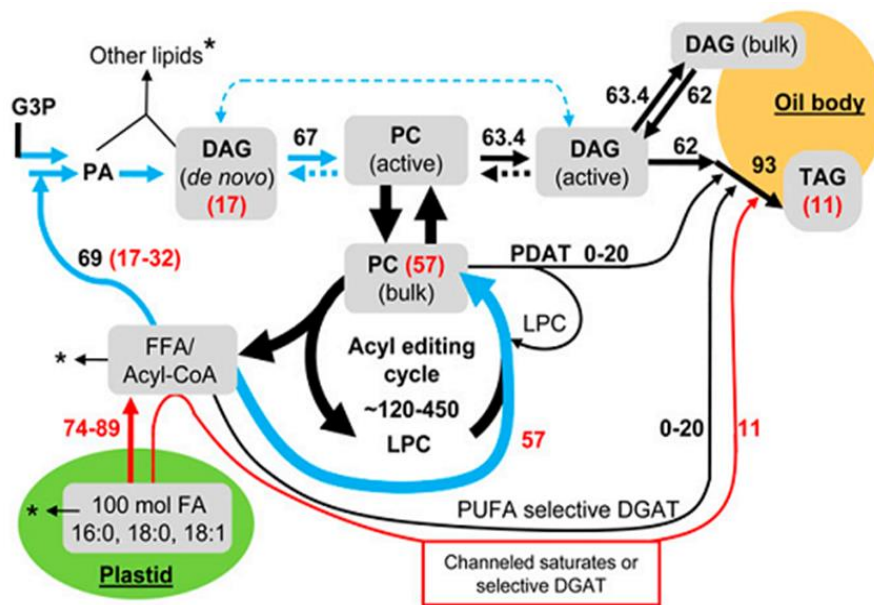 Other lipids*
G3P
PA
DAG
(de novo)
(17)
67
PC
(active)
63.4
DAG
(active)
63.4
62
DAG (bulk)
Oil body
62
93
TAG
(11)
69 (17-32)
PC (57)
(bulk)
PDAT 0-20
LPC
* FFA/
Acyl-CoA
Acyl editing
cycle
~120-450
LPC
57
0-20
11
74-89
* 100 mol FA
16:0, 18:0, 18:1
Plastid
PUFA selective DGAT
Channeled saturates or
selective DGAT